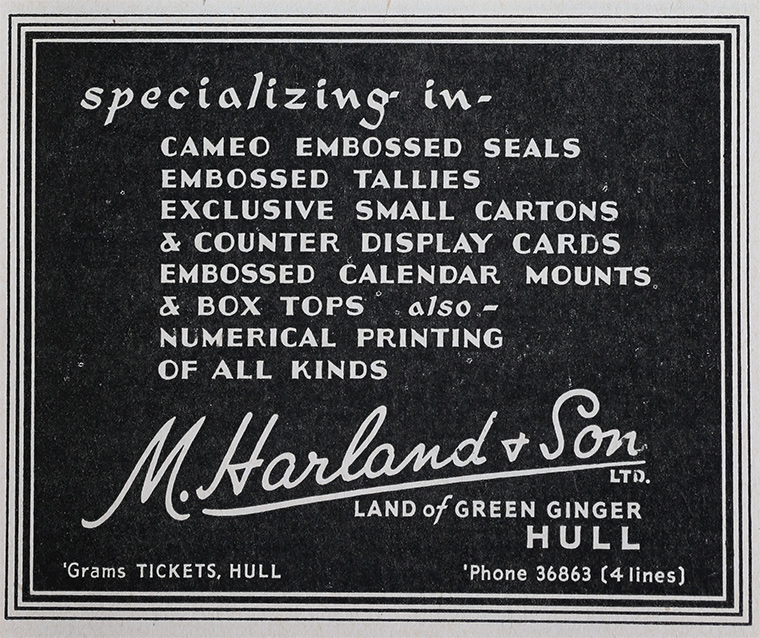 specializing in-
CAMEO EMBOSSED SEALS
EMBOSSED TALLIES
EXCLUSIVE SMALL CARTONS
& COUNTER DISPLAY CARDS
EMBOSSED CALENDAR MOUNTS
& BOX TOPS also -
NUMERICAL PRINTING
OF ALL KINDS
M. Harland & Son
LTD.
LAND of GREEN GINGER
HULL
'Grams TICKETS, HULL 'Phone 36863 (4 lines)